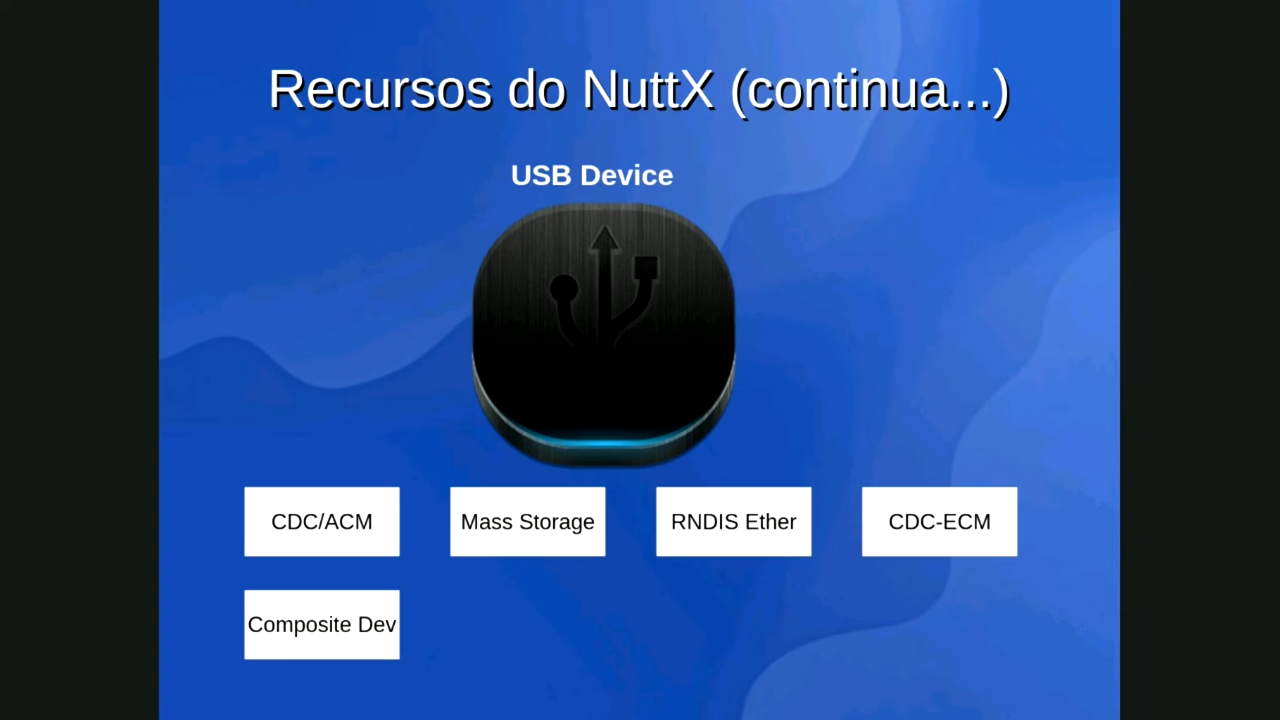 Recursos do NuttX (continua...)
USB Device
CDC/ACM
Mass Storage
RNDIS Ether
CDC-ECM
Composite Dev